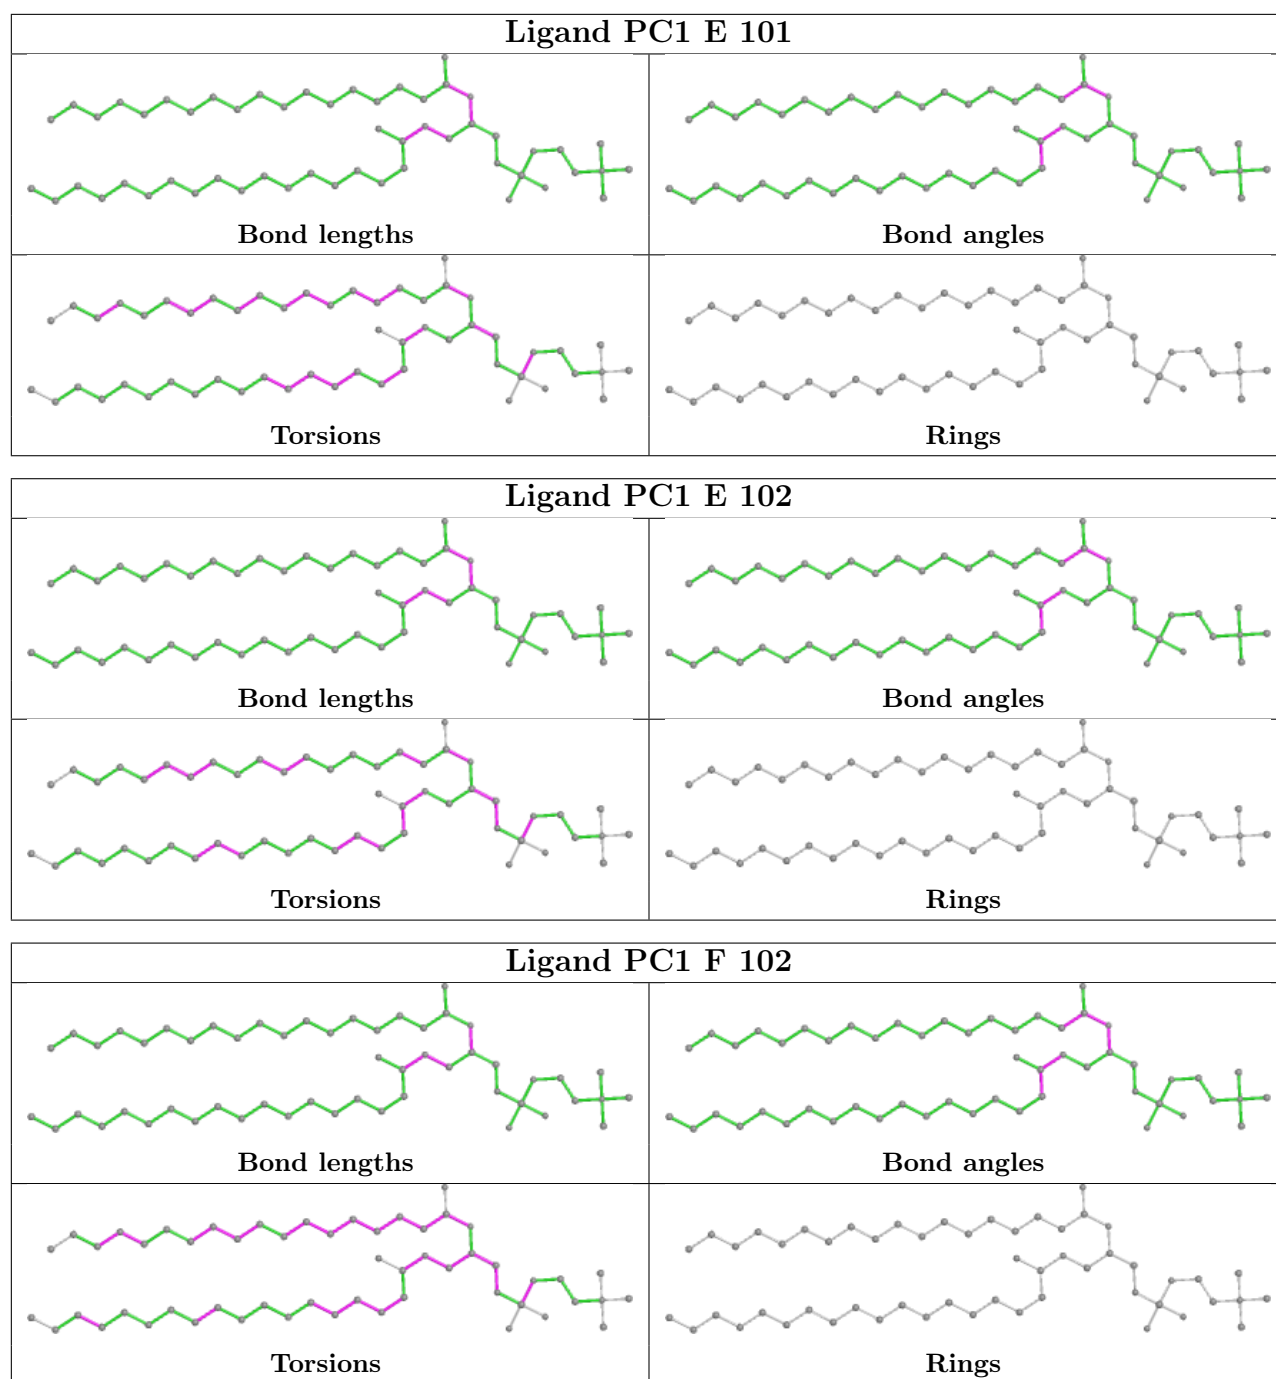 Ligand PC1 E 101
Bond lengths
Bond angles
Torsions
Rings
Ligand PC1 E 102
Bond lengths
Bond angles
Torsions
Rings
Ligand PC1 F 102
Bond lengths
Bond angles
Torsions
Rings